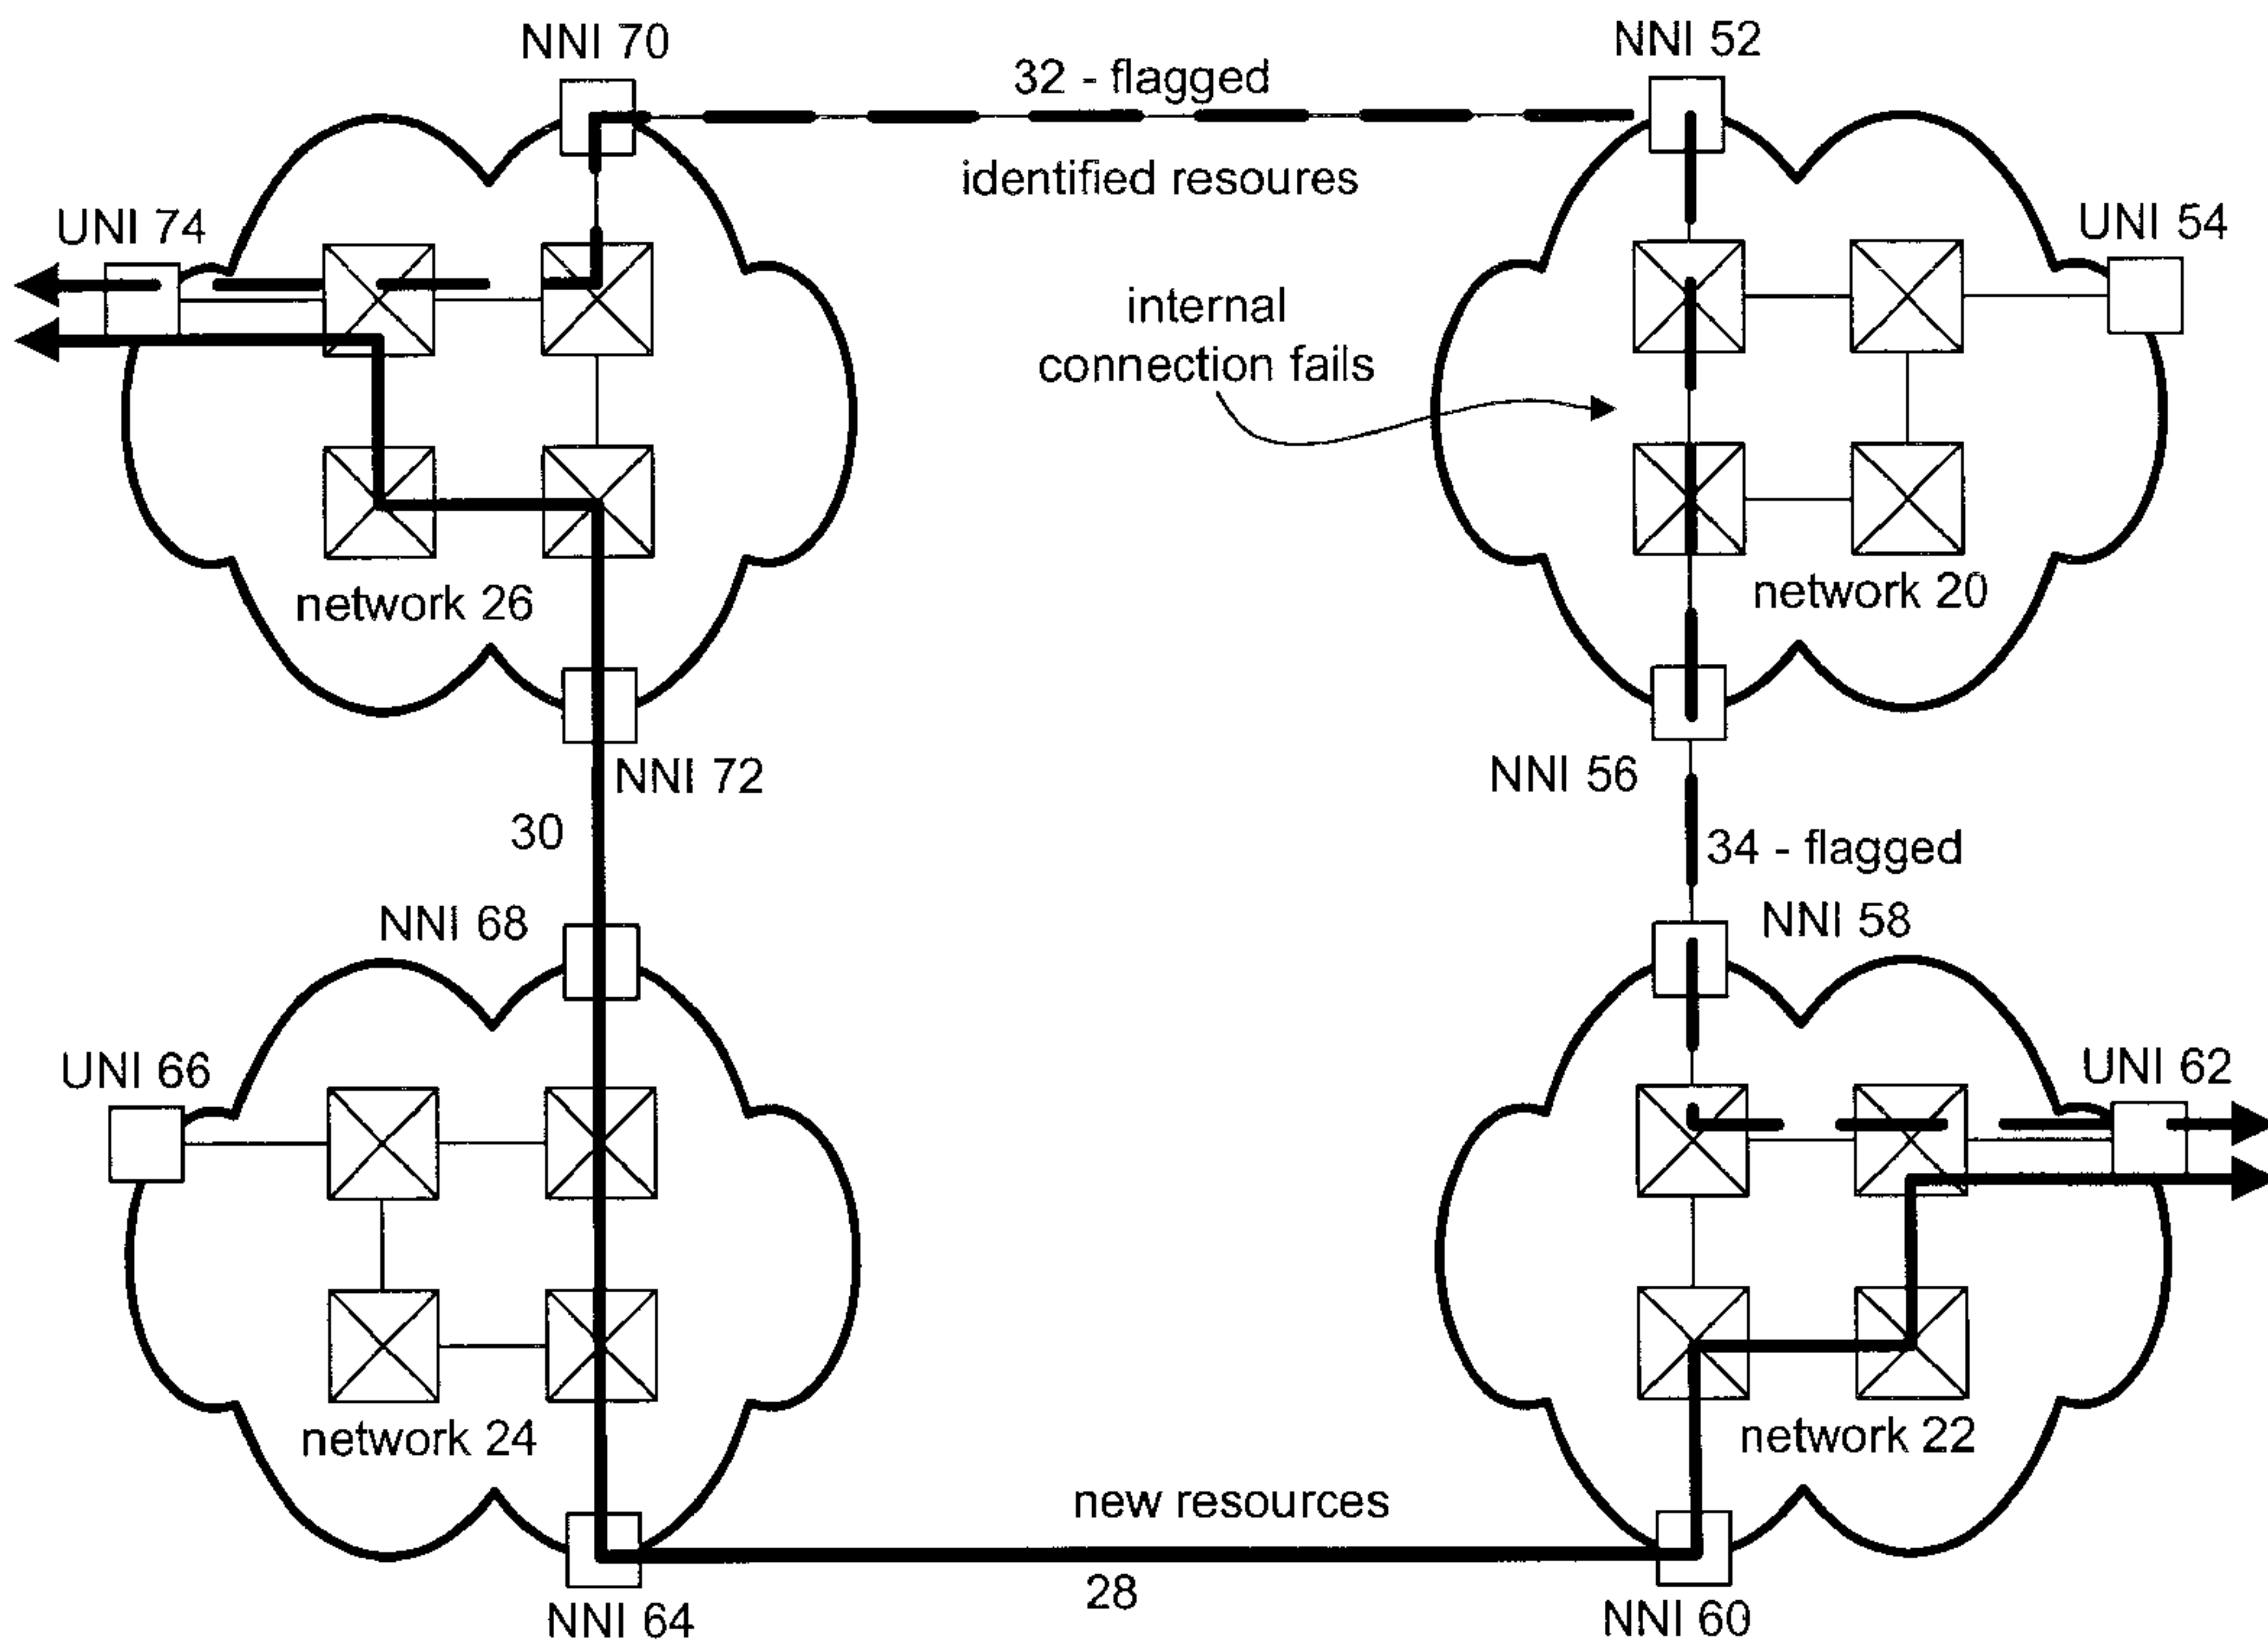 NNI 70
NNI 52
32 - flagged
identified resoures
UNI 74
UNI 54
internal
connection fails
network 26
network 20
NNI 72
NNI 56
30
34 - flagged
NNI 68
NNI 58
UNI 66
UNI 62
network 24
network 22
new resources
28
NNI 64
NNI 60